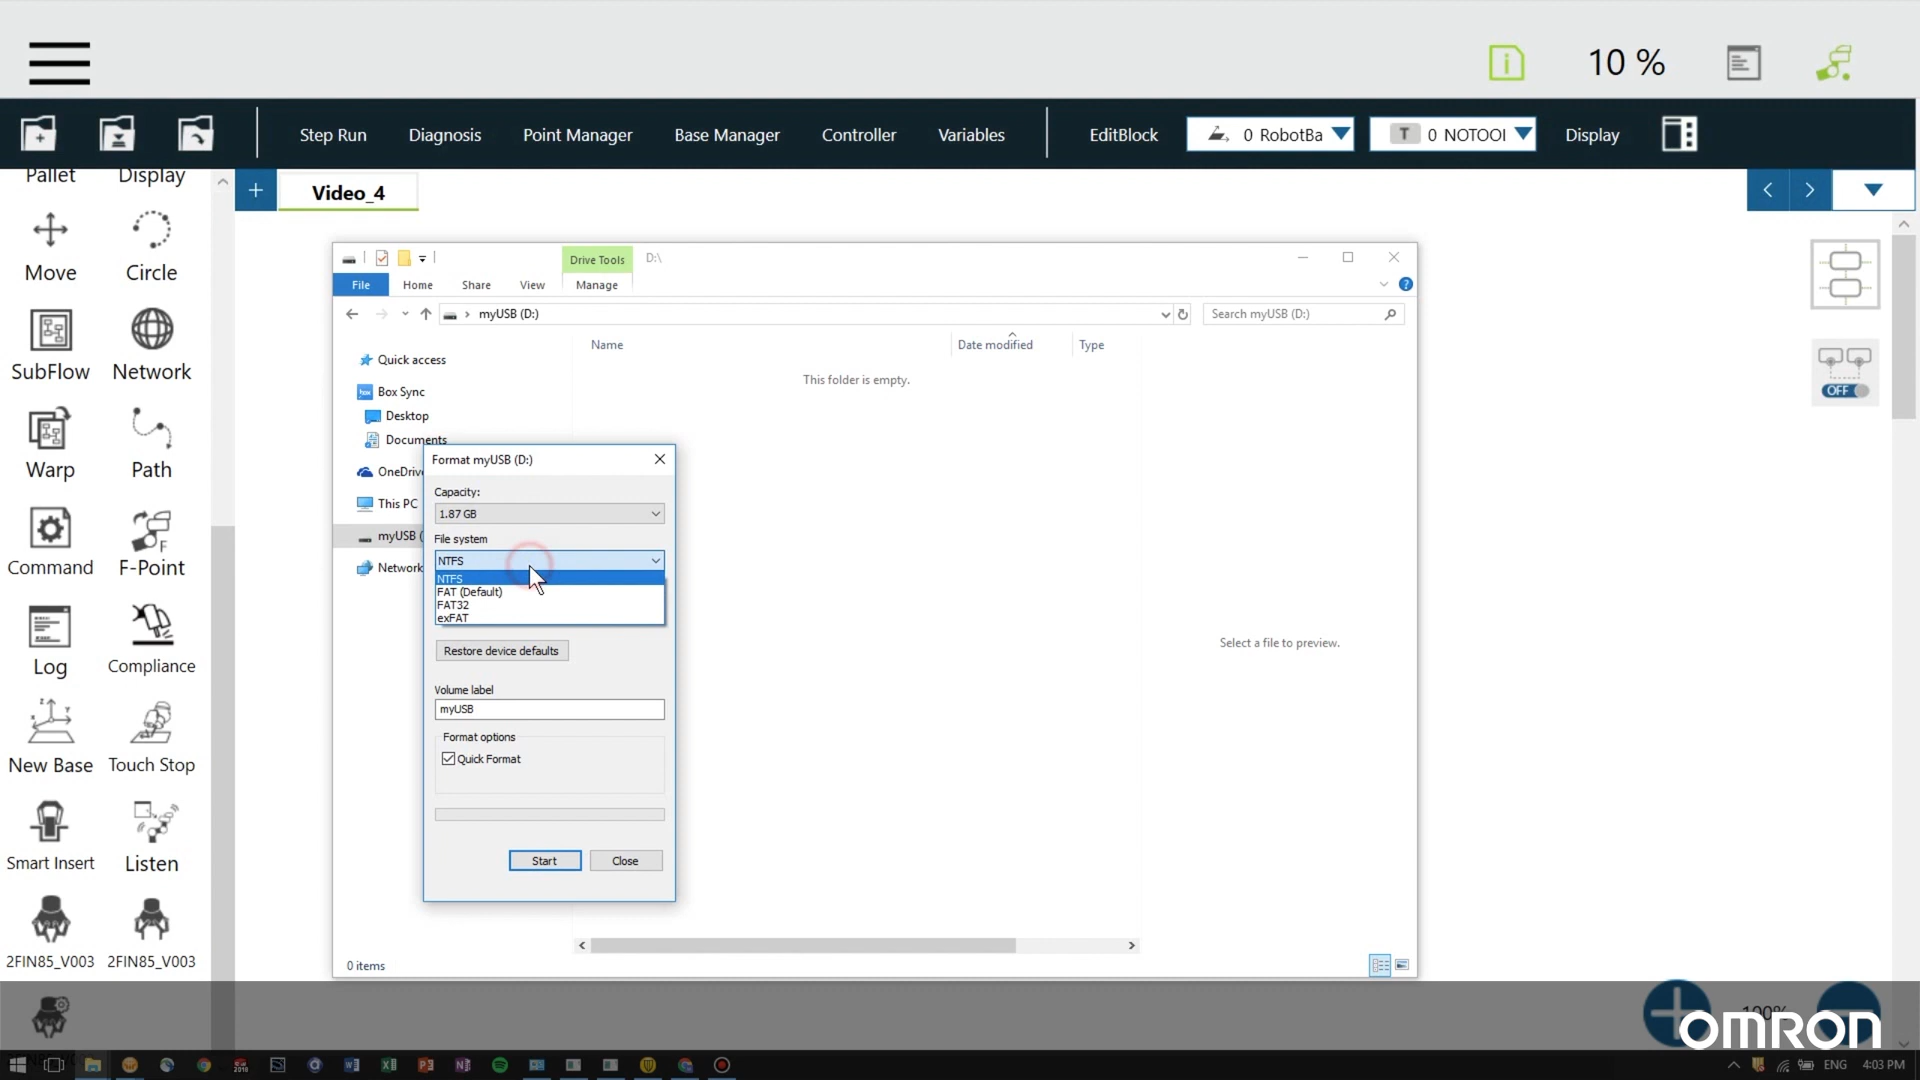 10 %
Step Run Diagnosis Point Manager Base Manager Controller Variables EditBlock 0 RobotBa T 0 NOTOOl Display
Pallet Display
Move Circle
SubFlow Network
Warp Path
Command F-Point
Log Compliance
New Base Touch Stop
Smart Insert Listen
2FIN85_V003 2FIN85_V003
+ Video_4
OFF
Drive Tools D:\
File Home Share View Manage
myUSB (D:) Search myUSB (D:)
Name Date modified Type
This folder is empty.
Quick access
Box Sync
Desktop
Documents
OneDrive
This PC
myUSB (
Network
Select a file to preview.
0 items
Format myUSB (D:)
Capacity:
1.87 GB
File system
NTFS
NTFS
FAT (Default)
FAT32
exFAT
Restore device defaults
Volume label
myUSB
Format options
Quick Format
Start Close
100%
OMRON
ENG 4:03 PM